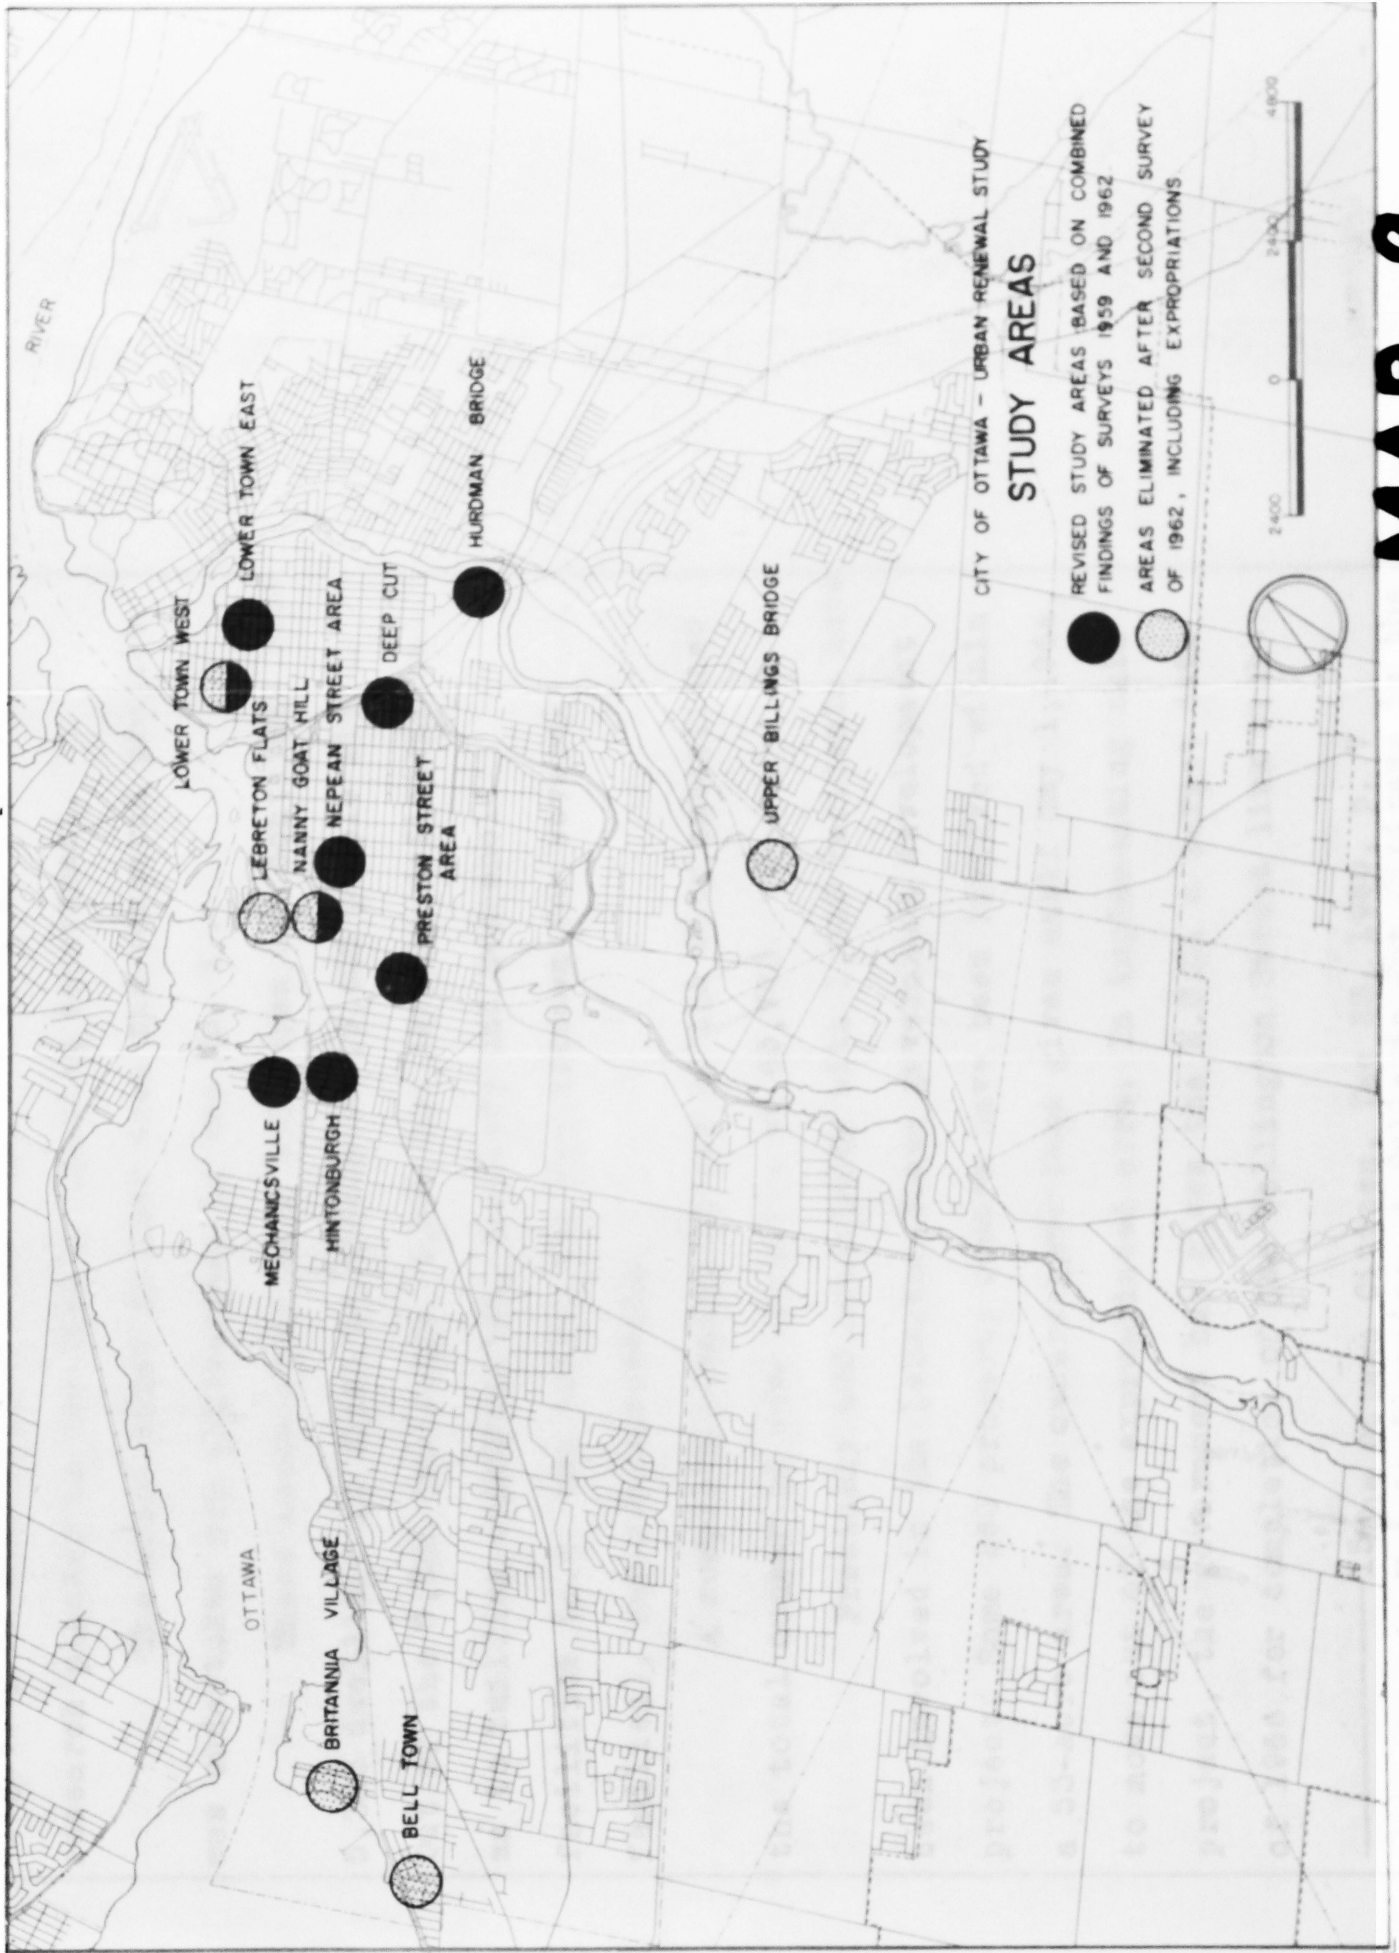 RIVER
OTTAWA
LOWER TOWN WEST
LOWER TOWN EAST
LEBRETON FLATS
NANNY GOAT HILL
NEPEAN STREET AREA
DEEP CUT
HURDMAN BRIDGE
PRESTON STREET
AREA
MECHANICSVILLE
HINTONBURGH
BRITANNIA VILLAGE
BELL TOWN
UPPER BILLINGS BRIDGE
CITY OF OTTAWA - URBAN RENEWAL STUDY
STUDY AREAS
REVISED STUDY AREAS BASED ON COMBINED
FINDINGS OF SURVEYS 1959 AND 1962
AREAS ELIMINATED AFTER SECOND SURVEY
OF 1962, INCLUDING EXPROPRIATIONS
2400 0 2400 4800